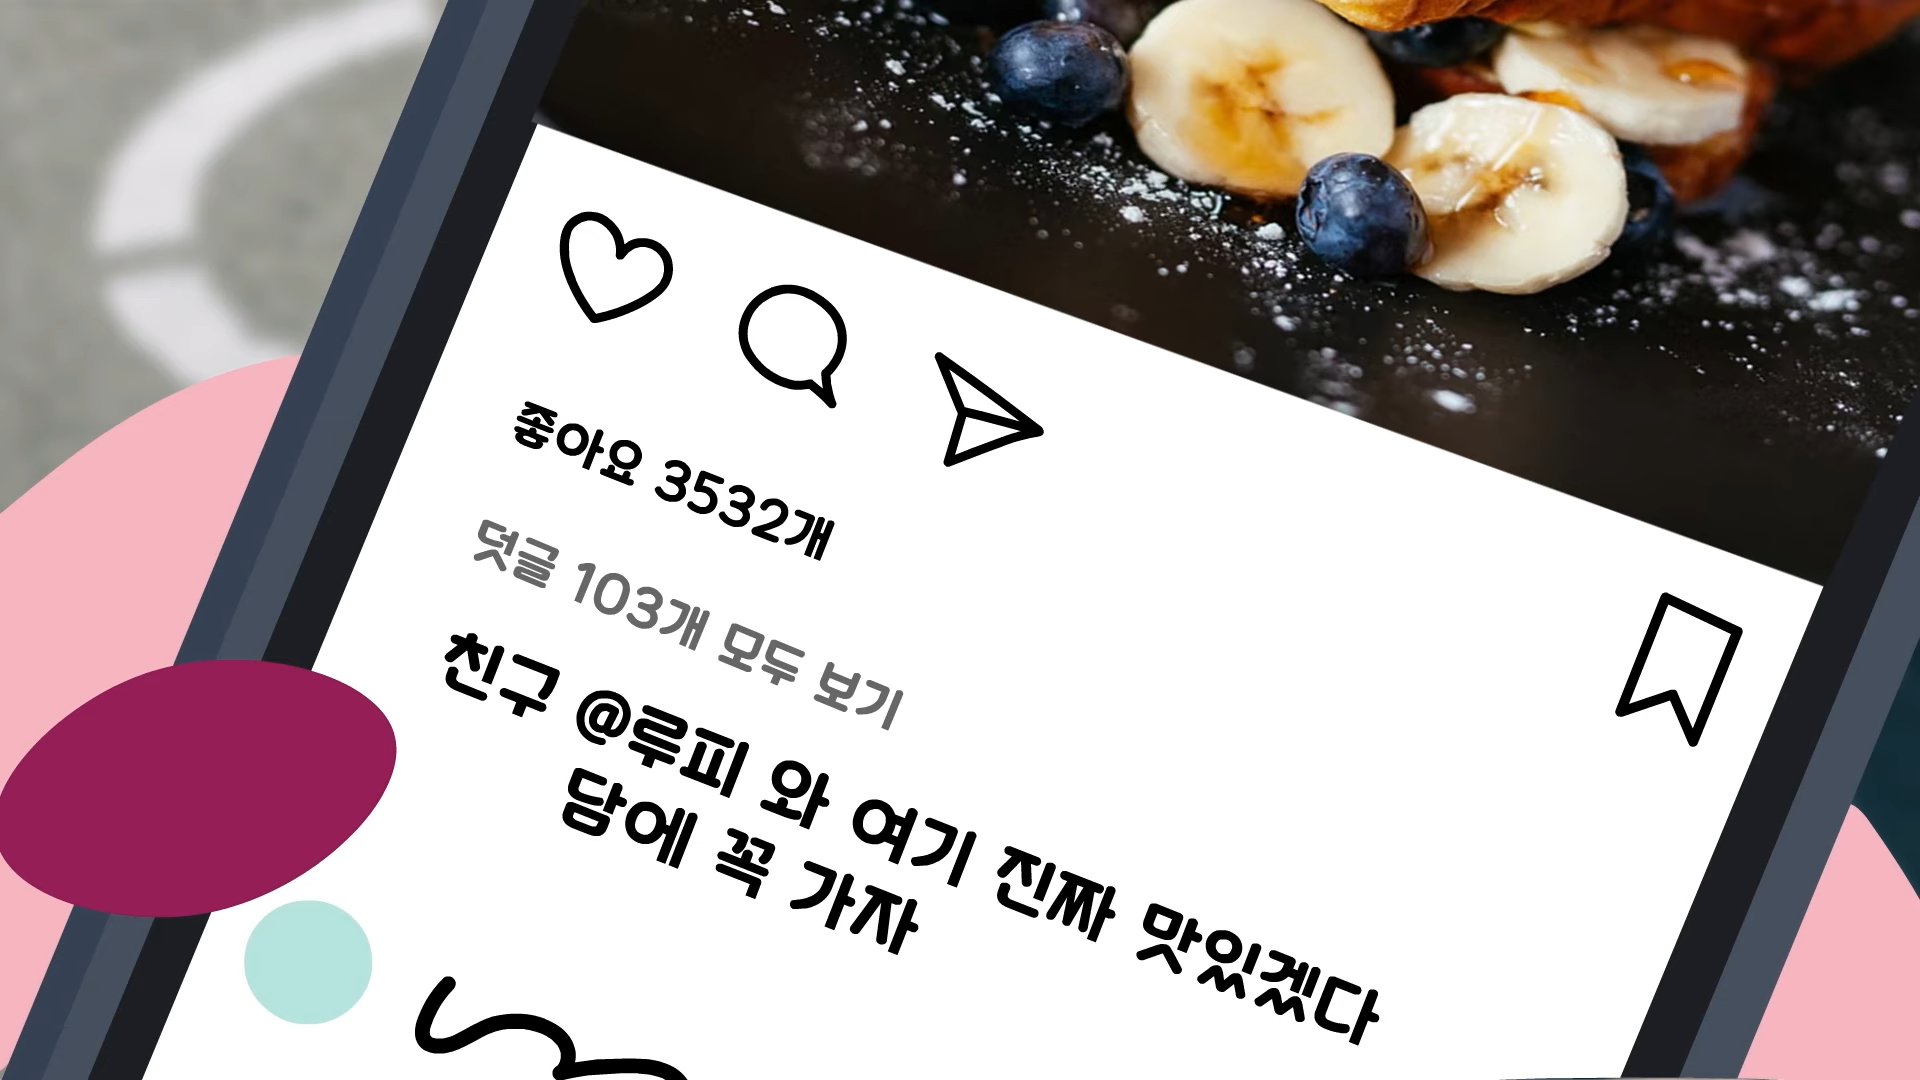 좋아요 3532개
덧글 103개 모두 보기
친구 @루피 와 여기 진짜 맛있겠다
담에 꼭 가자